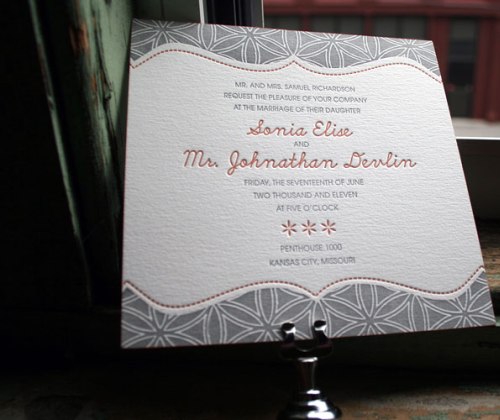 MR. AND MRS. SAMUEL RICHARDSON
REQUEST THE PLEASURE OF YOUR COMPANY
AT THE MARRIAGE OF THEIR DAUGHTER
Sonia Elise
AND
Mr. Johnathan Devlin
FRIDAY, THE SEVENTEENTH OF JUNE
TWO THOUSAND AND ELEVEN
AT FIVE O'CLOCK
PENTHOUSE 1000
KANSAS CITY, MISSOURI